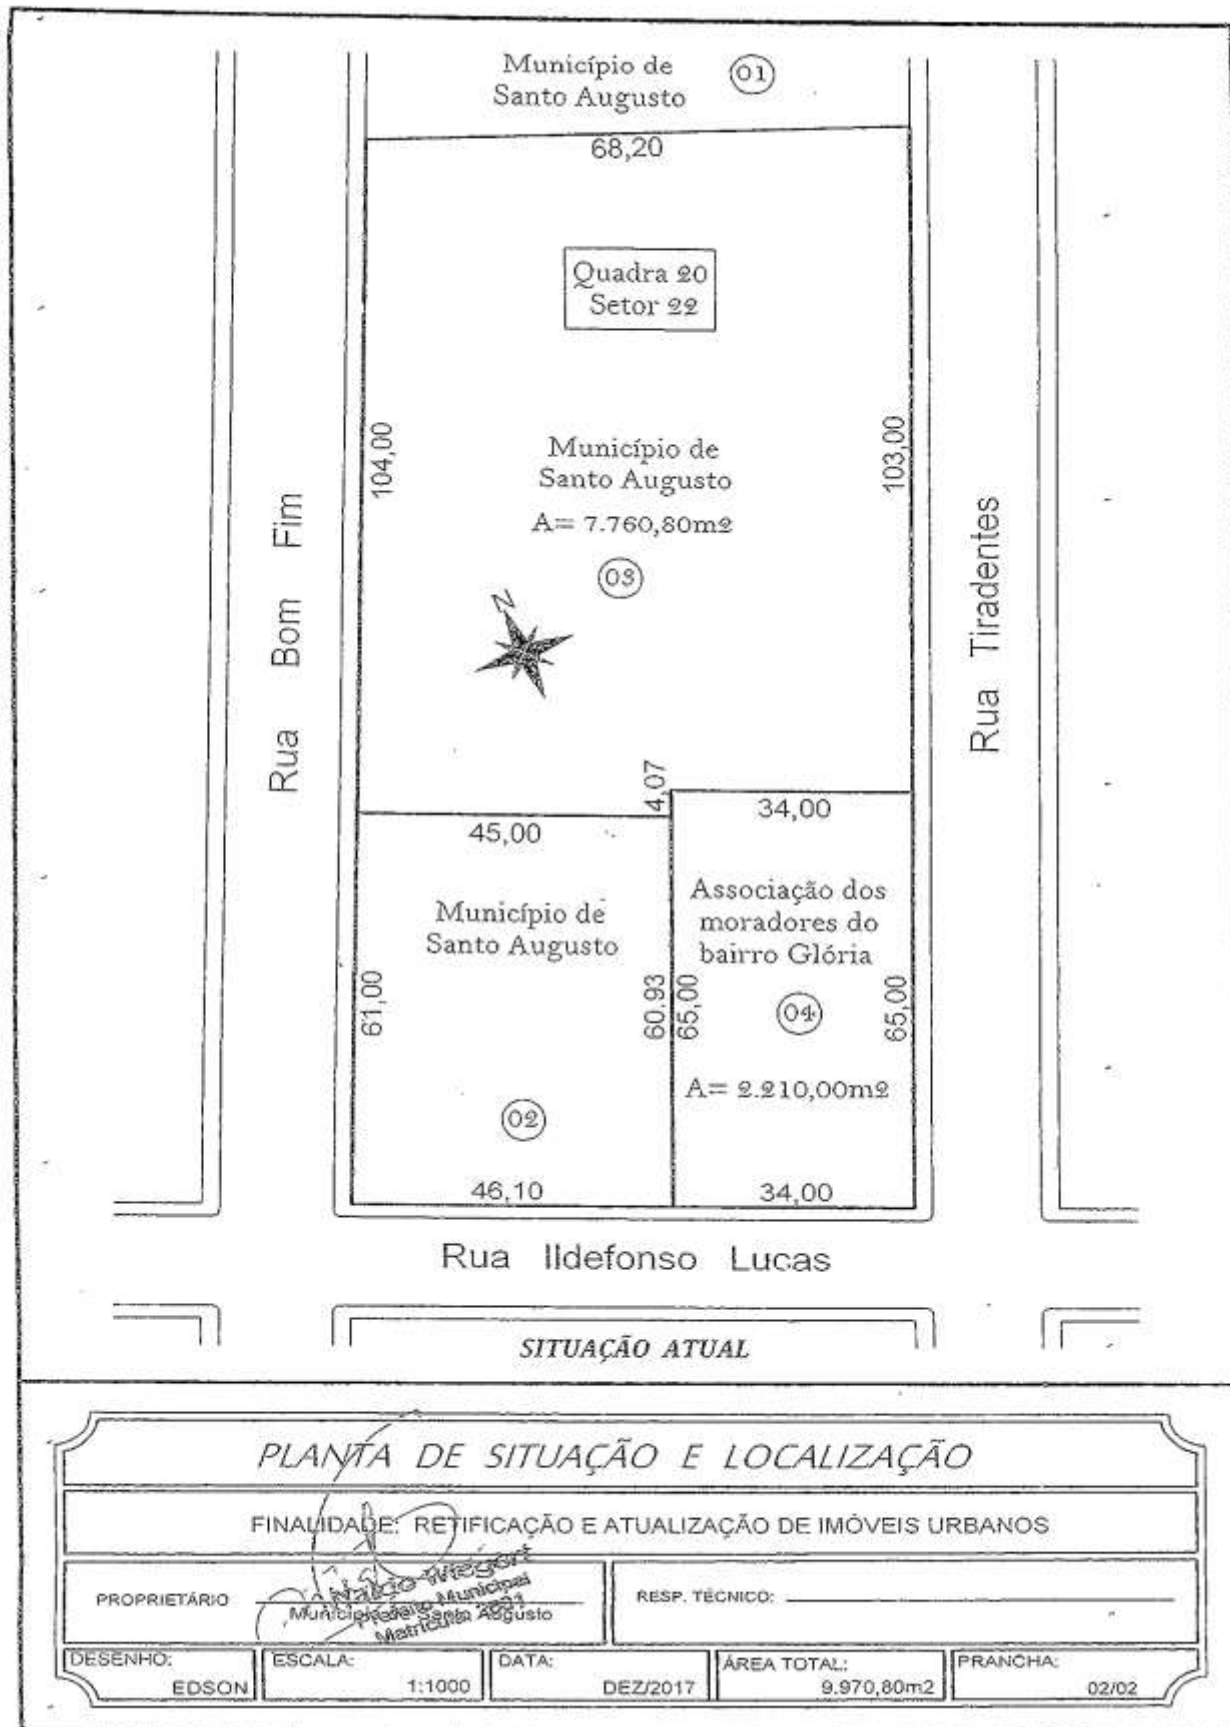 Município de
Santo Augusto
01
68,20
Quadra 20
Setor 22
104,00
103,00
Município de
Santo Augusto
A= 7.760,80m2
03
N
Rua Bom Fim
Rua Tiradentes
4,07
45,00
34,00
Município de
Santo Augusto
Associação dos
moradores do
bairro Glória
61,00
60.93
65,00
65,00
04
A= 2.210,00m2
02
46,10
34,00
Rua Ildefonso Lucas
SITUAÇÃO ATUAL
PLANTA DE SITUAÇÃO E LOCALIZAÇÃO
FINALIDADE: RETIFICAÇÃO E ATUALIZAÇÃO DE IMÓVEIS URBANOS
PROPRIETÁRIO
Município de Santo Augusto
Naldo Wiegert
Prefeito Municipal
Matrícula
RESP. TÉCNICO:
DESENHO:
EDSON
ESCALA:
1:1000
DATA:
DEZ/2017
ÁREA TOTAL:
9.970,80m2
PRANCHA:
02/02